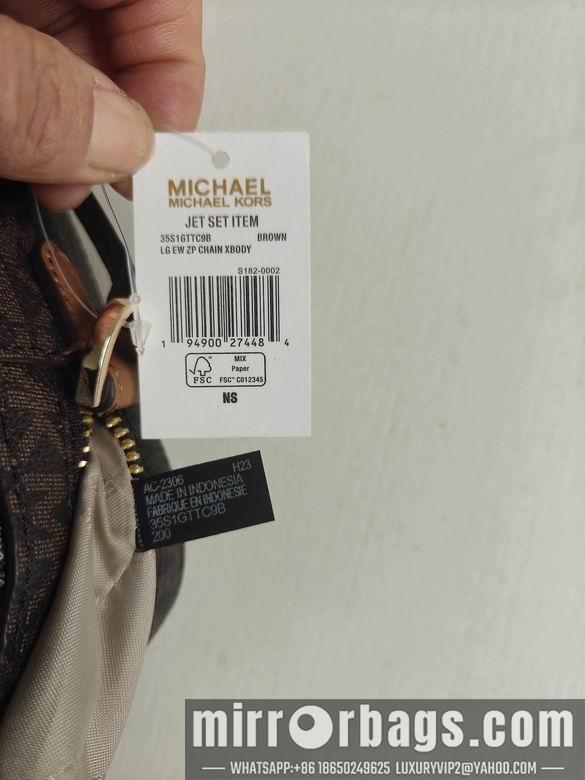 MICHAEL
MICHAEL KORS
JET SET ITEM
35S1GTTC9B BROWN
LG EW ZP CHAIN XBODY
S182-0002
1 94900 27448 4
FSC
MIX
Paper
FSC™ C012345
NS
AC-2306 H23
MADE IN INDONESIA
FABRIQUE EN INDONESIE
35S1GTTC9B
200
mirrorbags.com
WHATSAPP:+86 18650249625 LUXURYVIP2@YAHOO.COM